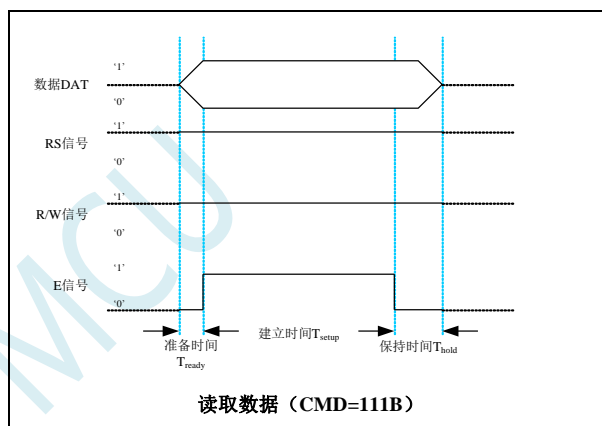 ‘1’
数据DAT
‘0’
‘1’
RS信号
‘0’
‘1’
R/W信号
‘0’
‘1’
E信号
‘0’
准备时间
Tready
建立时间Tsetup
保持时间Thold
读取数据（CMD=111B）
MCU